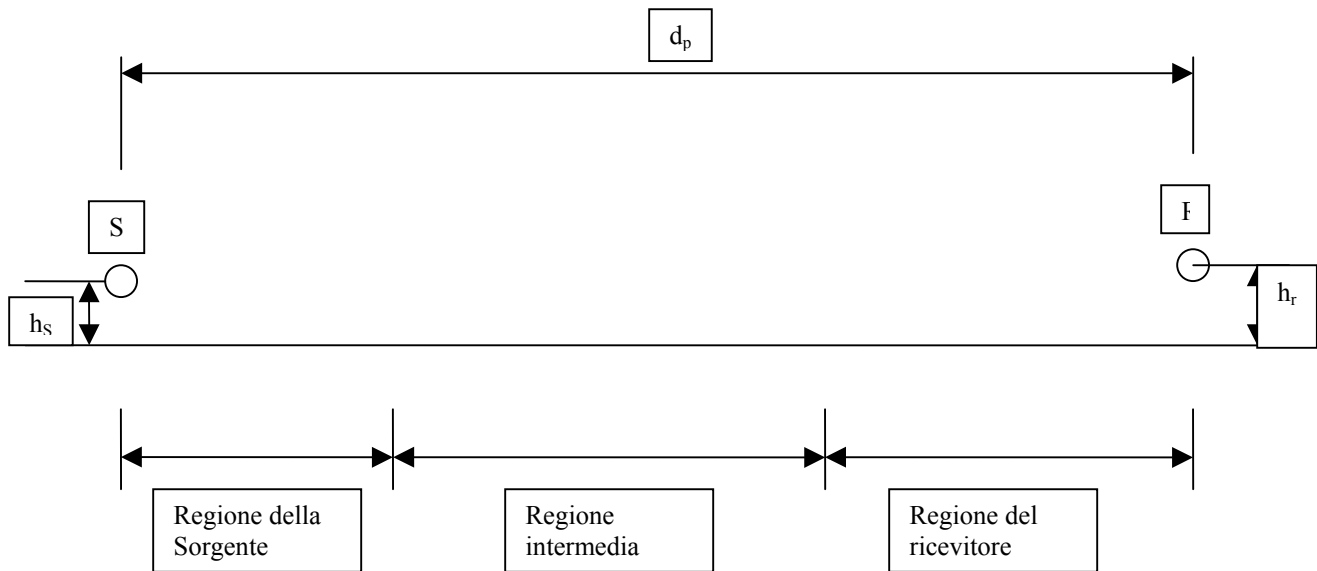 d_p
S
F
h_S
h_r
Regione della
Sorgente
Regione
intermedia
Regione del
ricevitore